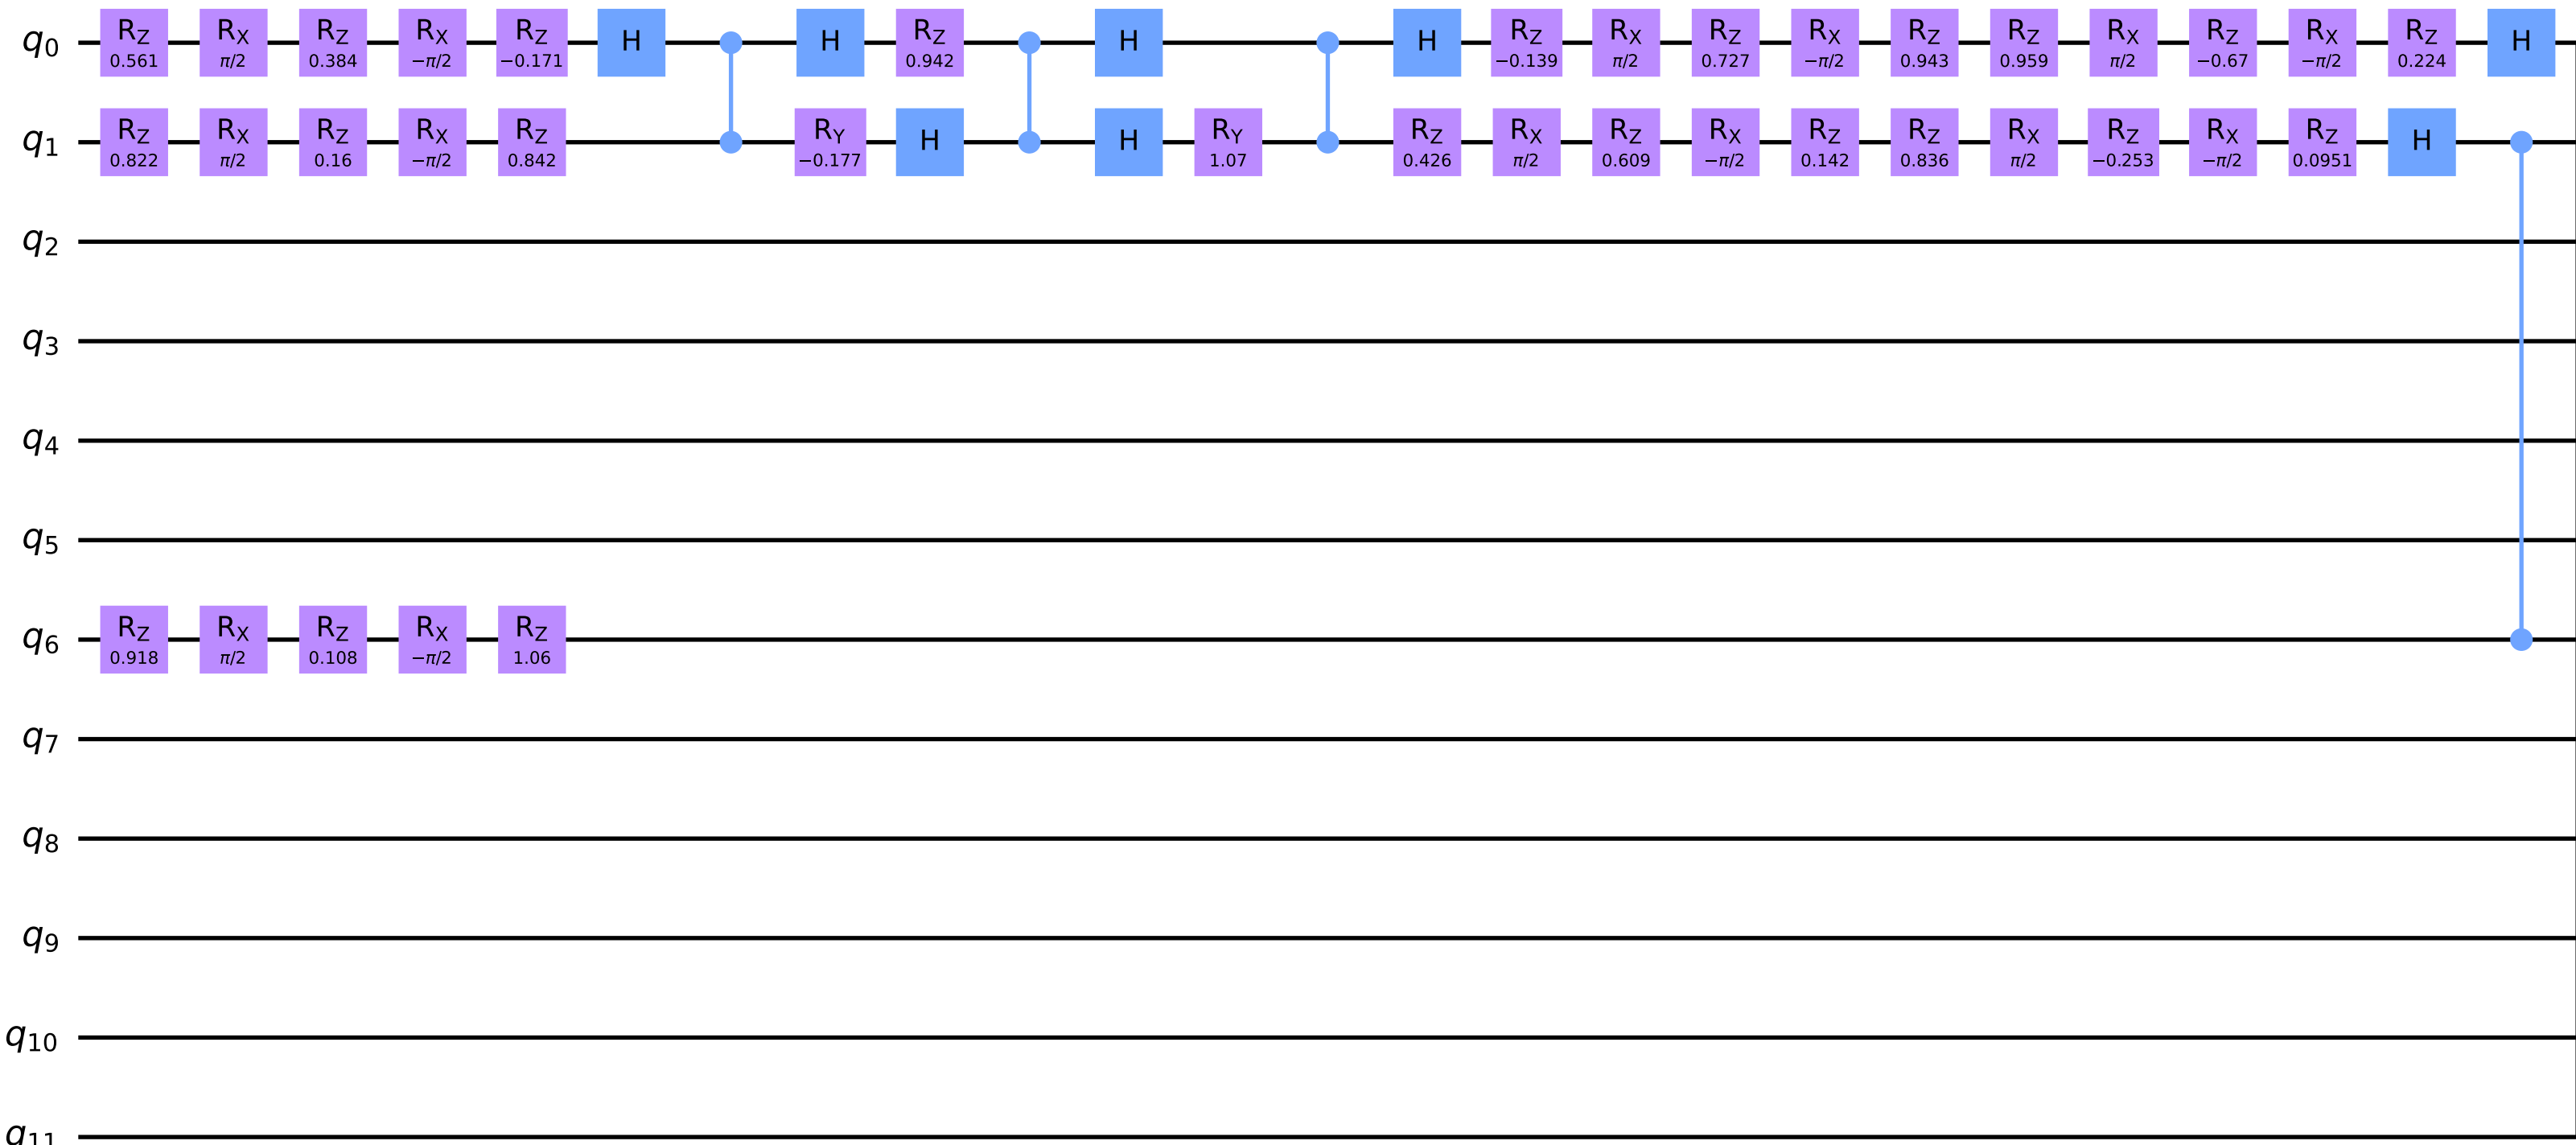 q0 RZ 0.561 RX π/2 RZ 0.384 RX −π/2 RZ −0.171 H H RZ 0.942 H H RZ −0.139 RX π/2 RZ 0.727 RX −π/2 RZ 0.943 RZ 0.959 RX π/2 RZ −0.67 RX −π/2 RZ 0.224 H
q1 RZ 0.822 RX π/2 RZ 0.16 RX −π/2 RZ 0.842 RY −0.177 H H RY 1.07 RZ 0.426 RX π/2 RZ 0.609 RX −π/2 RZ 0.142 RZ 0.836 RX π/2 RZ −0.253 RX −π/2 RZ 0.0951 H
q2
q3
q4
q5
q6 RZ 0.918 RX π/2 RZ 0.108 RX −π/2 RZ 1.06
q7
q8
q9
q10
q11